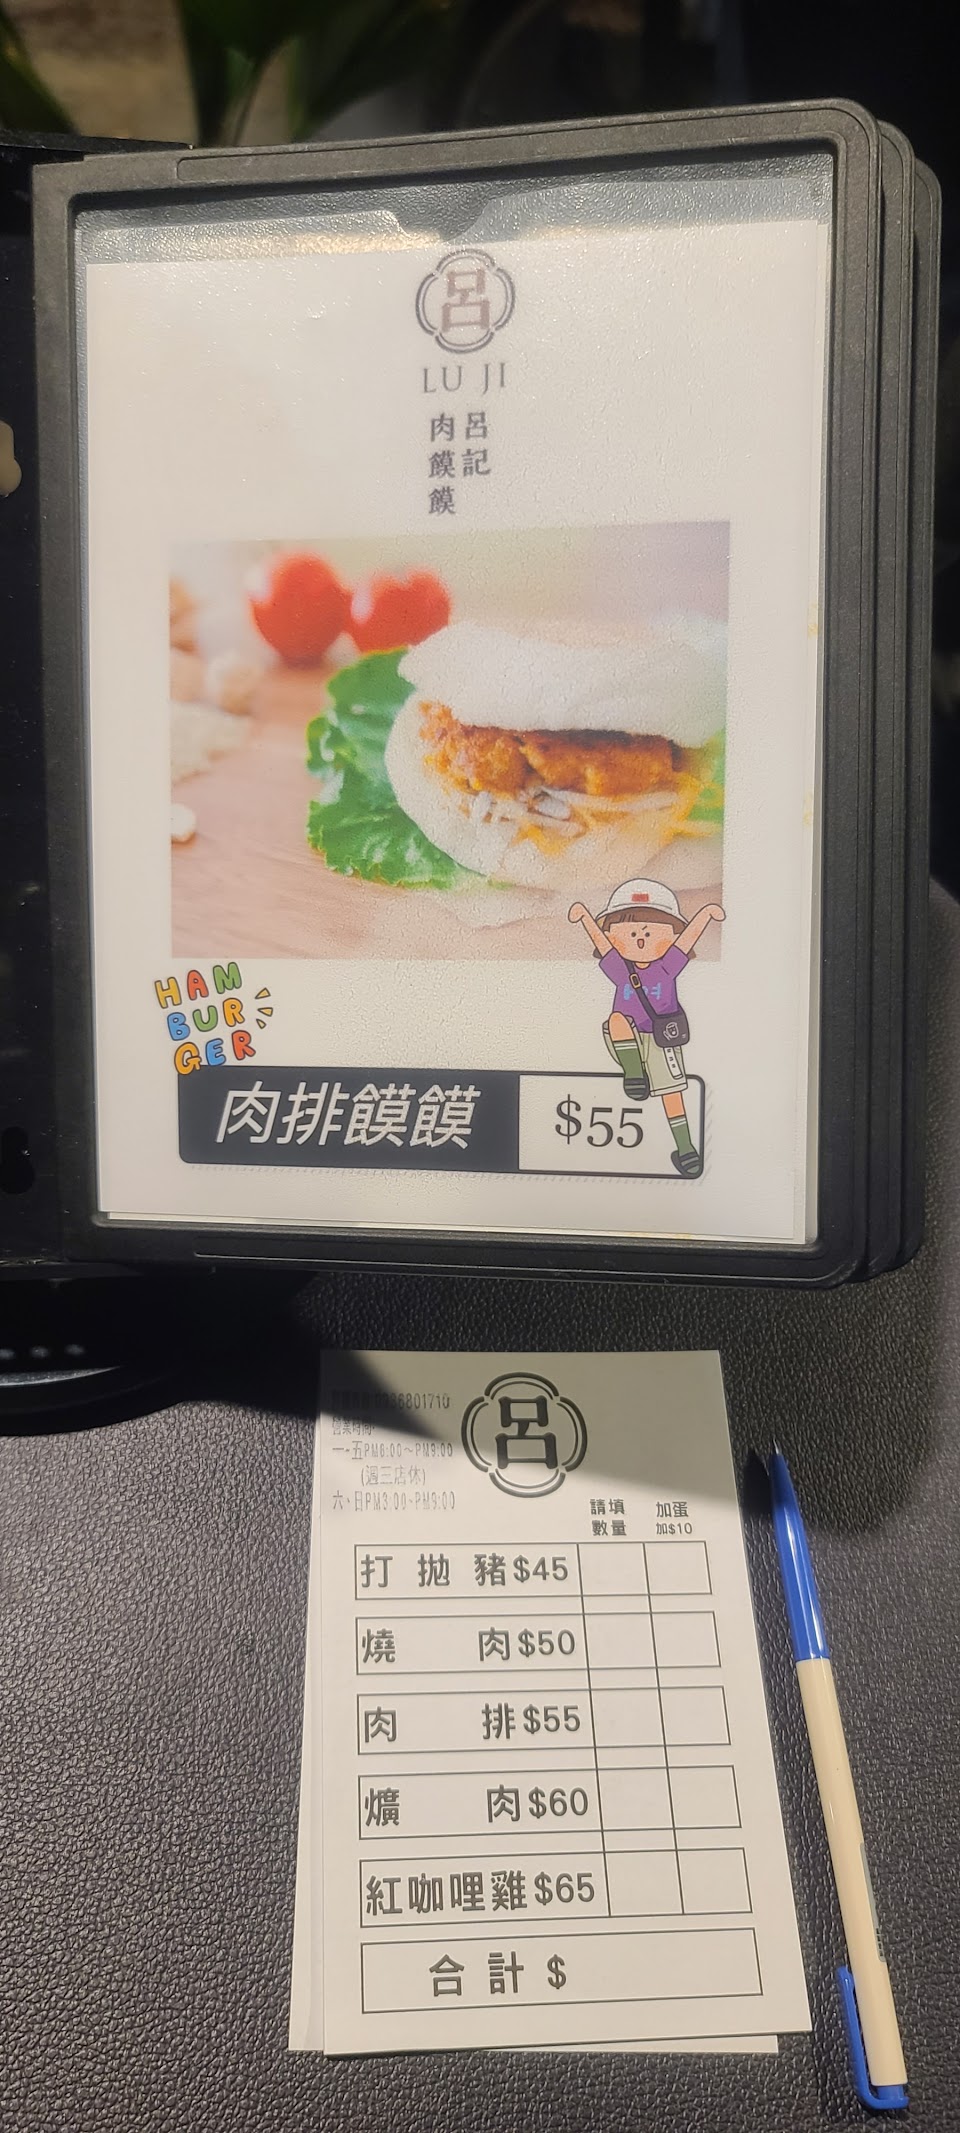 呂
LU JI
呂記
肉饃饃
HAM
BUR
GER
肉排饃饃 $55
0936801710
呂
營業時間:
一-五PM6:00~PM9:00
(週三店休)
六、日PM3:00~PM9:00
請填 加蛋
數量 加$10
打拋豬$45
燒肉$50
肉排$55
爌肉$60
紅咖哩雞$65
合計 $